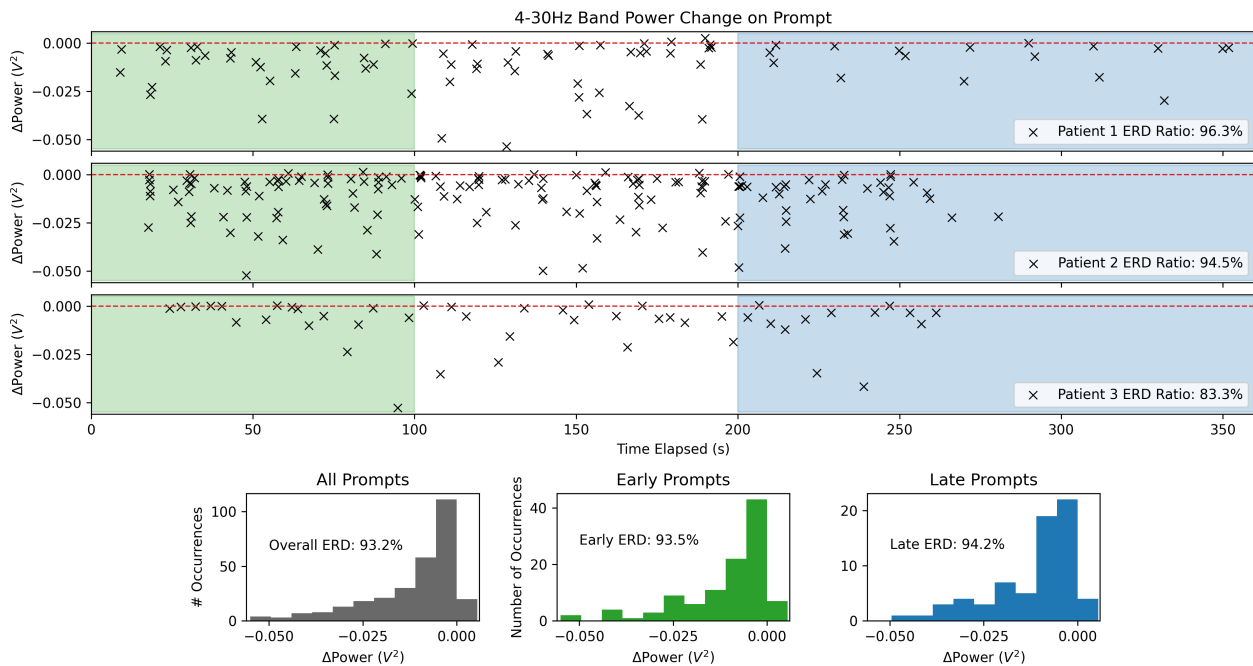 4-30Hz Band Power Change on Prompt
ΔPower (V²)
0.000
−0.025
−0.050
Patient 1 ERD Ratio: 96.3%
ΔPower (V²)
0.000
−0.025
−0.050
Patient 2 ERD Ratio: 94.5%
ΔPower (V²)
0.000
−0.025
−0.050
Patient 3 ERD Ratio: 83.3%
0 50 100 150 200 250 300 350
Time Elapsed (s)
All Prompts
# Occurrences
100
50
0
Overall ERD: 93.2%
−0.050 −0.025 0.000
ΔPower (V²)
Early Prompts
Number of Occurrences
40
20
0
Early ERD: 93.5%
−0.050 −0.025 0.000
ΔPower (V²)
Late Prompts
20
10
0
Late ERD: 94.2%
−0.050 −0.025 0.000
ΔPower (V²)